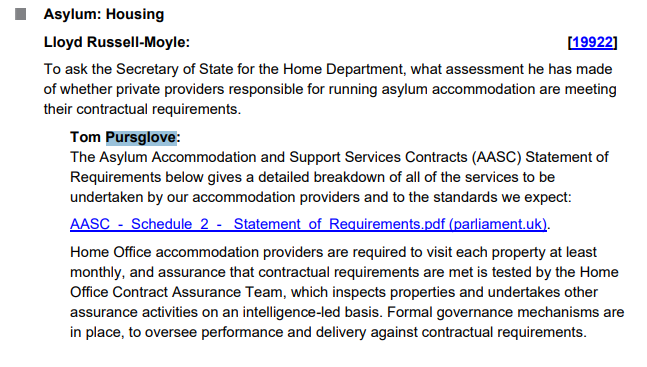 Asylum: Housing
Lloyd Russell-Moyle: [19922]
To ask the Secretary of State for the Home Department, what assessment he has made
of whether private providers responsible for running asylum accommodation are meeting
their contractual requirements.
Tom Pursglove:
The Asylum Accommodation and Support Services Contracts (AASC) Statement of
Requirements below gives a detailed breakdown of all of the services to be
undertaken by our accommodation providers and to the standards we expect:
AASC - Schedule 2 - Statement of Requirements.pdf (parliament.uk).
Home Office accommodation providers are required to visit each property at least
monthly, and assurance that contractual requirements are met is tested by the Home
Office Contract Assurance Team, which inspects properties and undertakes other
assurance activities on an intelligence-led basis. Formal governance mechanisms are
in place, to oversee performance and delivery against contractual requirements.